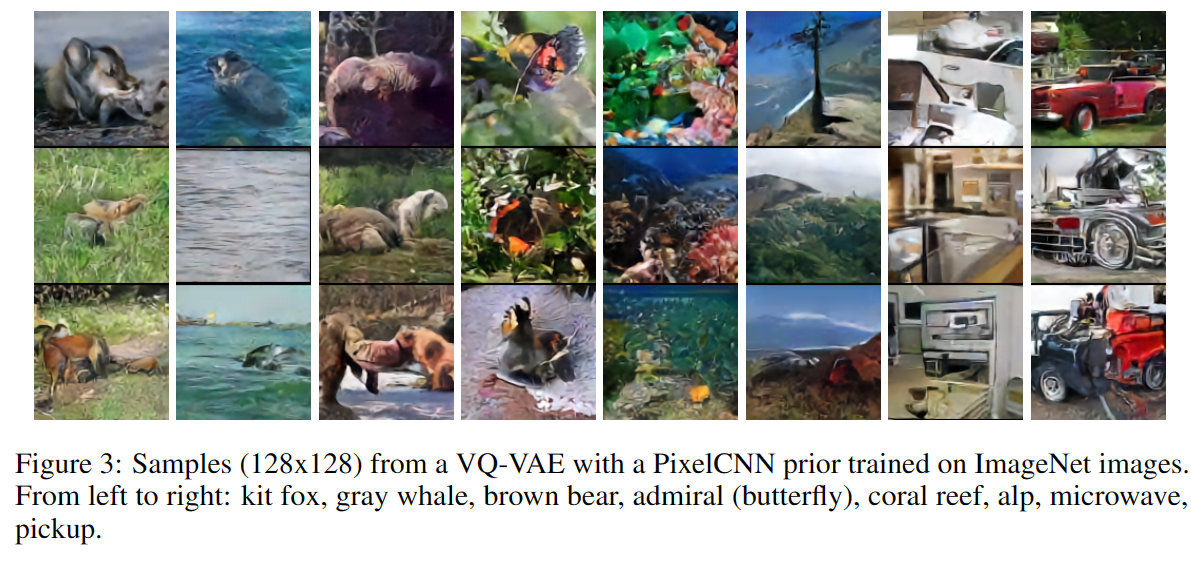 Figure 3: Samples (128x128) from a VQ-VAE with a PixelCNN prior trained on ImageNet images.
From left to right: kit fox, gray whale, brown bear, admiral (butterfly), coral reef, alp, microwave,
pickup.